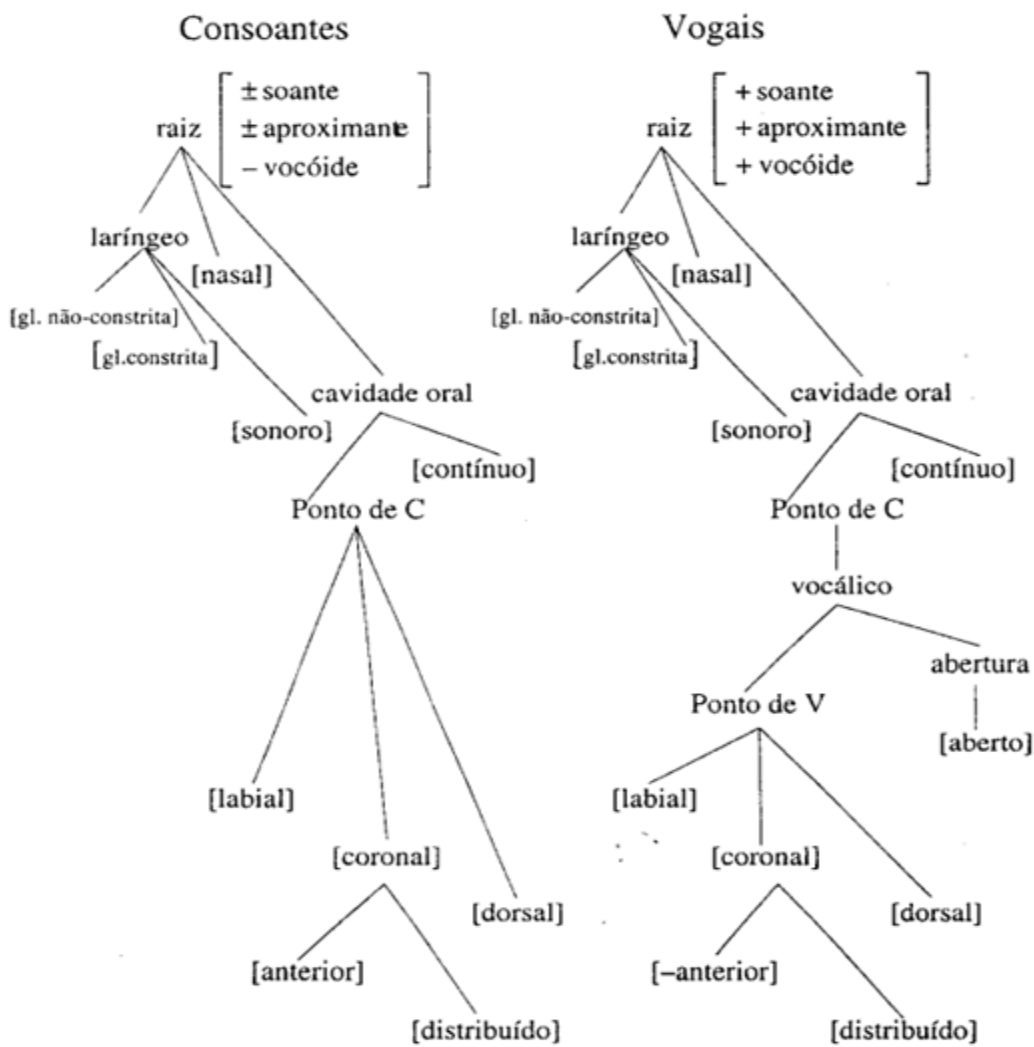 Consoantes
raiz
± soante
± aproximante
− vocóide
laríngeo
[nasal]
[gl. não-constrita]
[gl.constrita]
[sonoro]
cavidade oral
[contínuo]
Ponto de C
[labial]
[coronal]
[dorsal]
[anterior]
[distribuído]
Vogais
raiz
+ soante
+ aproximante
+ vocóide
laríngeo
[nasal]
[gl. não-constrita]
[gl.constrita]
[sonoro]
cavidade oral
[contínuo]
Ponto de C
vocálico
abertura
[aberto]
Ponto de V
[labial]
[coronal]
[dorsal]
[−anterior]
[distribuído]